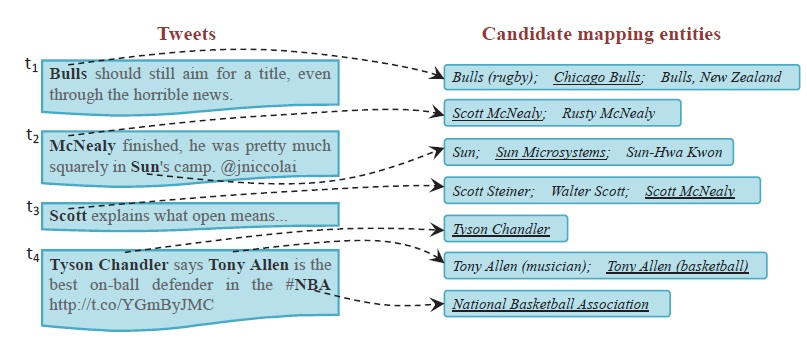 Tweets
Candidate mapping entities
t1
Bulls should still aim for a title, even
through the horrible news.
Bulls (rugby); Chicago Bulls; Bulls, New Zealand
t2
McNealy finished, he was pretty much
squarely in Sun's camp. @jniccolai
Scott McNealy; Rusty McNealy
Sun; Sun Microsystems; Sun-Hwa Kwon
t3
Scott explains what open means...
Scott Steiner; Walter Scott; Scott McNealy
t4
Tyson Chandler says Tony Allen is the
best on-ball defender in the #NBA
http://t.co/YGmByJMC
Tyson Chandler
Tony Allen (musician); Tony Allen (basketball)
National Basketball Association